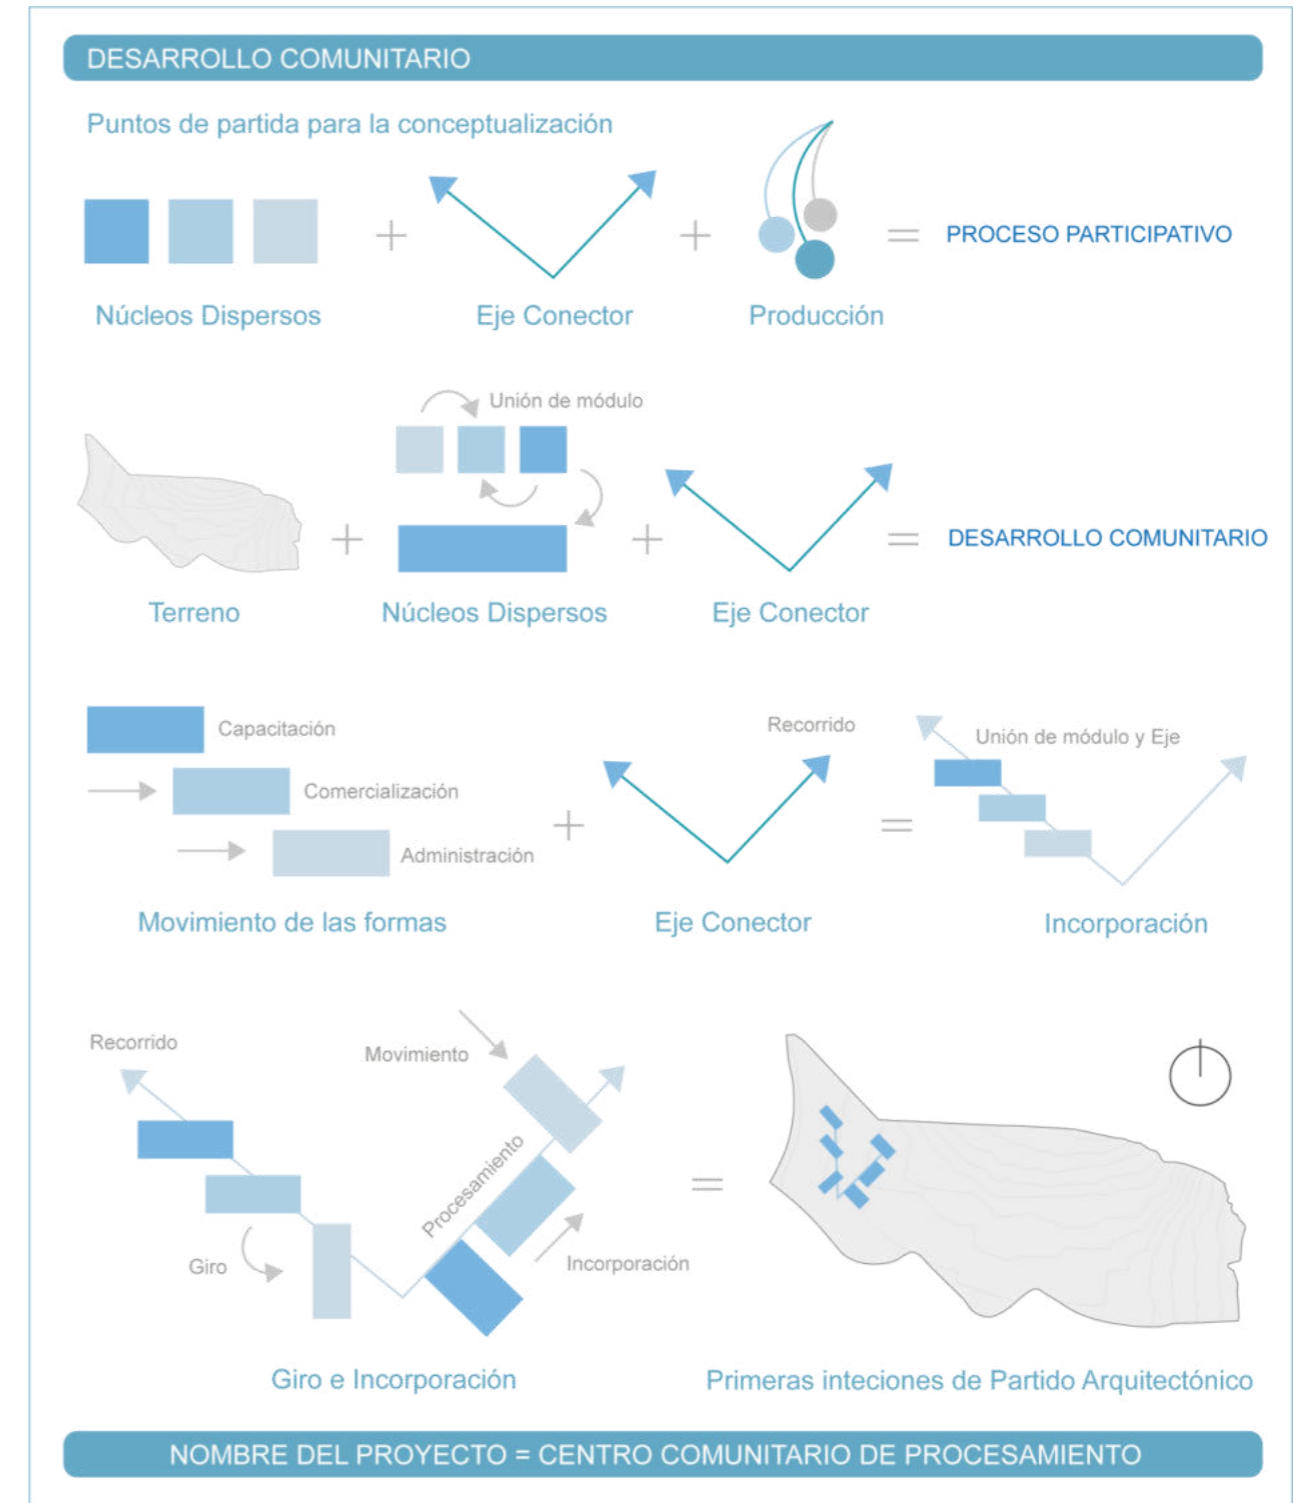 DESARROLLO COMUNITARIO
Puntos de partida para la conceptualización
+ + = PROCESO PARTICIPATIVO
Núcleos Dispersos Eje Conector Producción
Unión de módulo
+ + = DESARROLLO COMUNITARIO
Terreno Núcleos Dispersos Eje Conector
Capacitación Recorrido Unión de módulo y Eje
Comercialización
+ =
Administración
Movimiento de las formas Eje Conector Incorporación
Recorrido Movimiento
Procesamiento
=
Giro Incorporación
Giro e Incorporación Primeras inteciones de Partido Arquitectónico
NOMBRE DEL PROYECTO = CENTRO COMUNITARIO DE PROCESAMIENTO